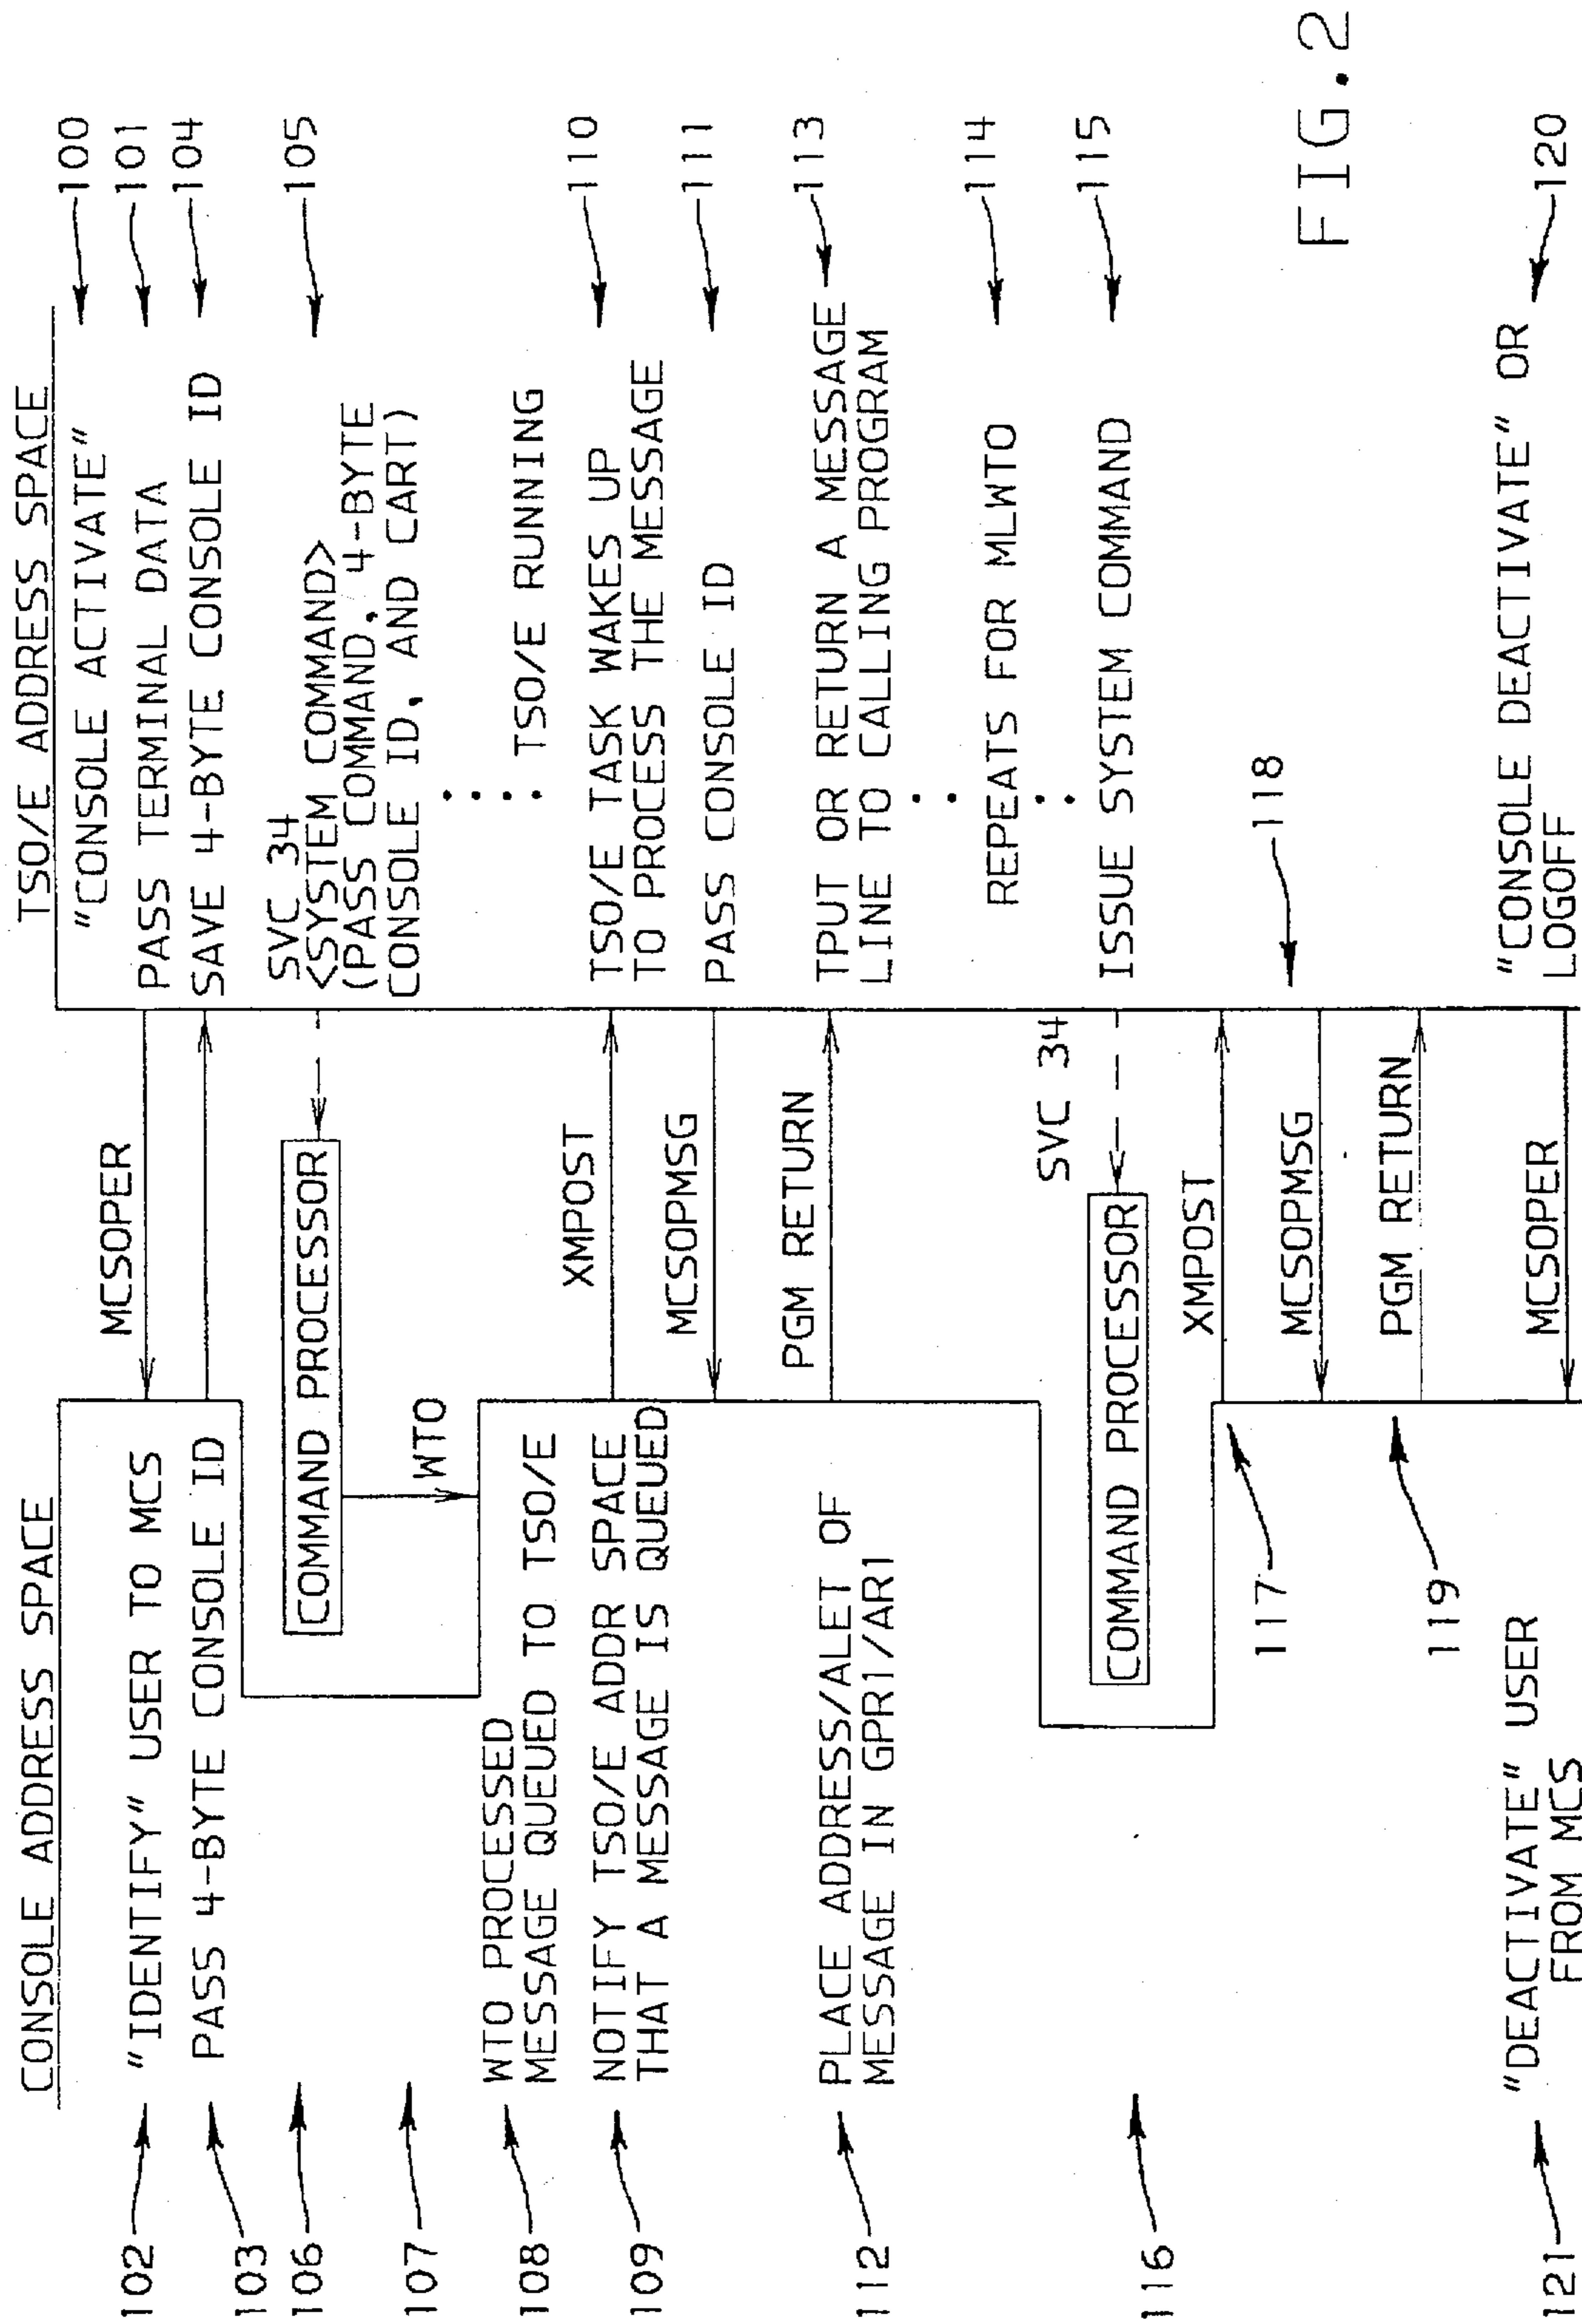 CONSOLE ADDRESS SPACE
TSO/E ADDRESS SPACE
"CONSOLE ACTIVATE"
100
102
"IDENTIFY" USER TO MCS
MCSOPER
PASS TERMINAL DATA
101
103
PASS 4-BYTE CONSOLE ID
SAVE 4-BYTE CONSOLE ID
104
106
COMMAND PROCESSOR
SVC 34
<SYSTEM COMMAND>
(PASS COMMAND, 4-BYTE
CONSOLE ID, AND CART)
105
107
WTO
TSO/E RUNNING
108
WTO PROCESSED
MESSAGE QUEUED TO TSO/E
109
NOTIFY TSO/E ADDR SPACE
THAT A MESSAGE IS QUEUED
XMPOST
TSO/E TASK WAKES UP
TO PROCESS THE MESSAGE
110
MCSOPMSG
PASS CONSOLE ID
111
112
PLACE ADDRESS/ALET OF
MESSAGE IN GPR1/AR1
PGM RETURN
TPUT OR RETURN A MESSAGE
LINE TO CALLING PROGRAM
113
REPEATS FOR MLWTO
114
116
COMMAND PROCESSOR
SVC 34
ISSUE SYSTEM COMMAND
115
117
XMPOST
118
MCSOPMSG
119
PGM RETURN
121
"DEACTIVATE" USER
FROM MCS
MCSOPER
"CONSOLE DEACTIVATE" OR
LOGOFF
120
FIG.2